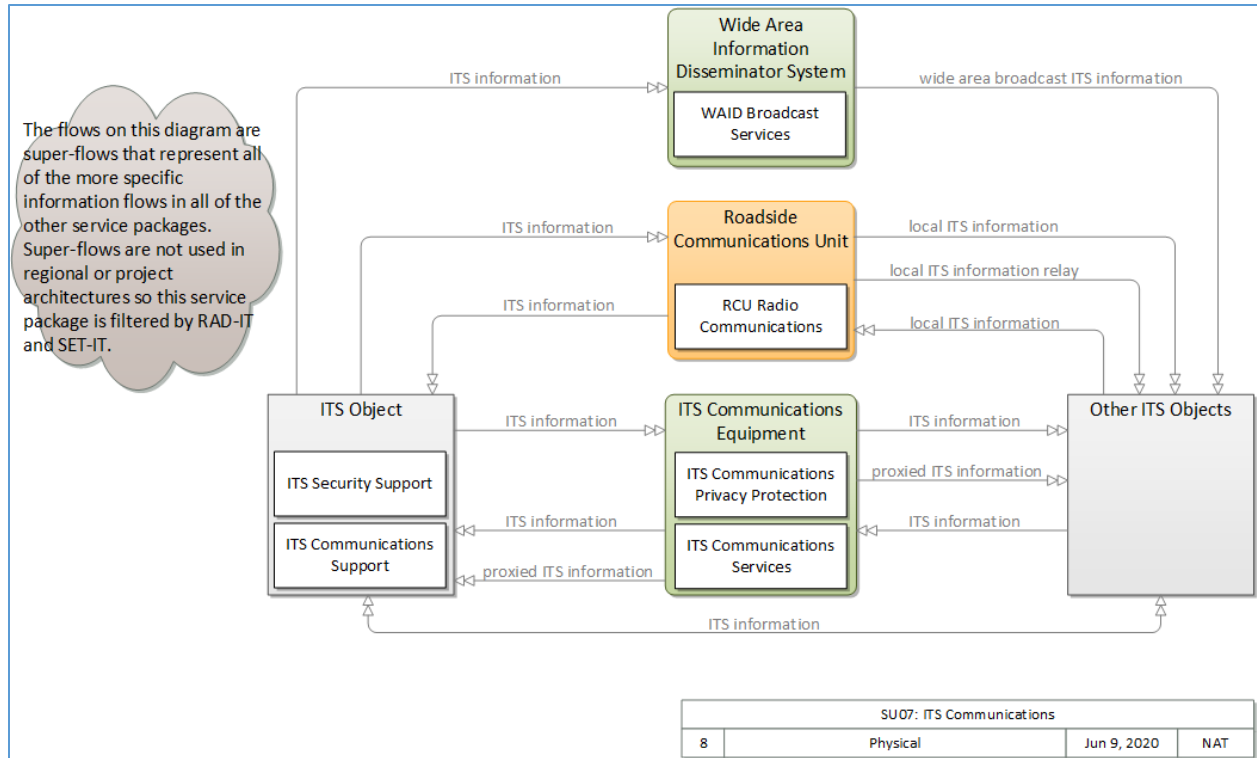 Wide Area
Information
Disseminator System
WAID Broadcast
Services
ITS information
wide area broadcast ITS information
The flows on this diagram are
super-flows that represent all
of the more specific
information flows in all of the
other service packages.
Super-flows are not used in
regional or project
architectures so this service
package is filtered by RAD-IT
and SET-IT.
Roadside
Communications Unit
RCU Radio
Communications
ITS information
ITS information
local ITS information
local ITS information relay
local ITS information
ITS Object
ITS Security Support
ITS Communications
Support
ITS information
ITS information
proxied ITS information
ITS Communications
Equipment
ITS Communications
Privacy Protection
ITS Communications
Services
ITS information
proxied ITS information
ITS information
Other ITS Objects
ITS information
SU07: ITS Communications
8 Physical Jun 9, 2020 NAT